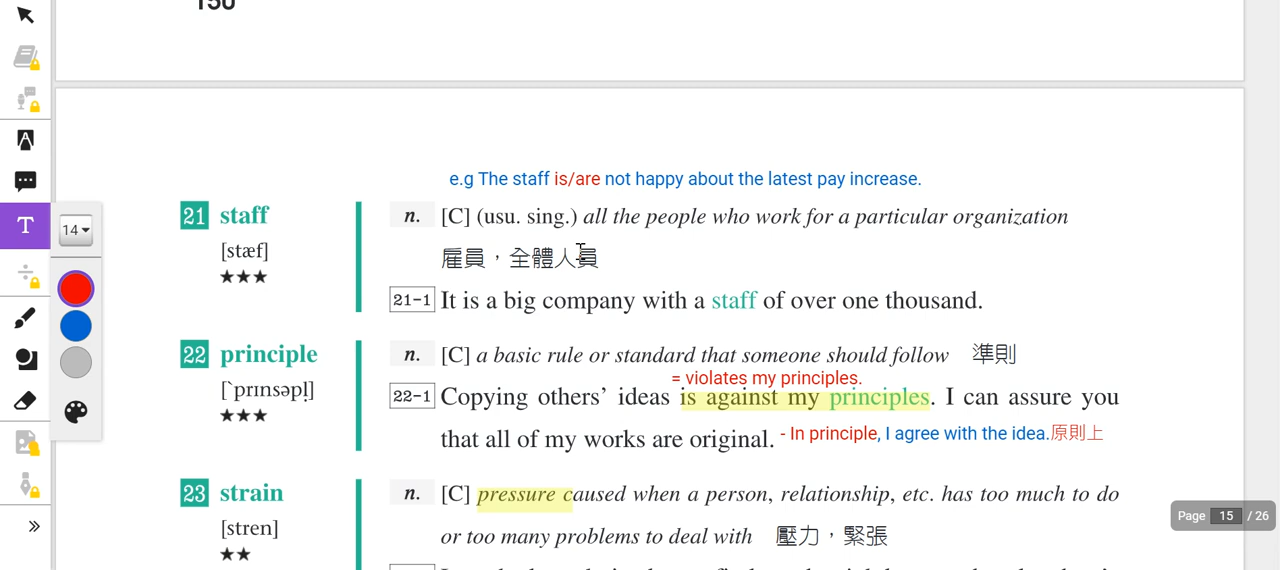 150
e.g The staff is/are not happy about the latest pay increase.
21 staff n. [C] (usu. sing.) all the people who work for a particular organization
[stæf] 雇員,全體人員
★★★
21-1 It is a big company with a staff of over one thousand.
22 principle n. [C] a basic rule or standard that someone should follow 準則
= violates my principles.
[ˋprɪnsəpl̩] 22-1 Copying others' ideas is against my principles. I can assure you
★★★
that all of my works are original. - In principle, I agree with the idea.原則上
23 strain n. [C] pressure caused when a person, relationship, etc. has too much to do
[stren] or too many problems to deal with 壓力,緊張
★★
T
14
Page 15 / 26